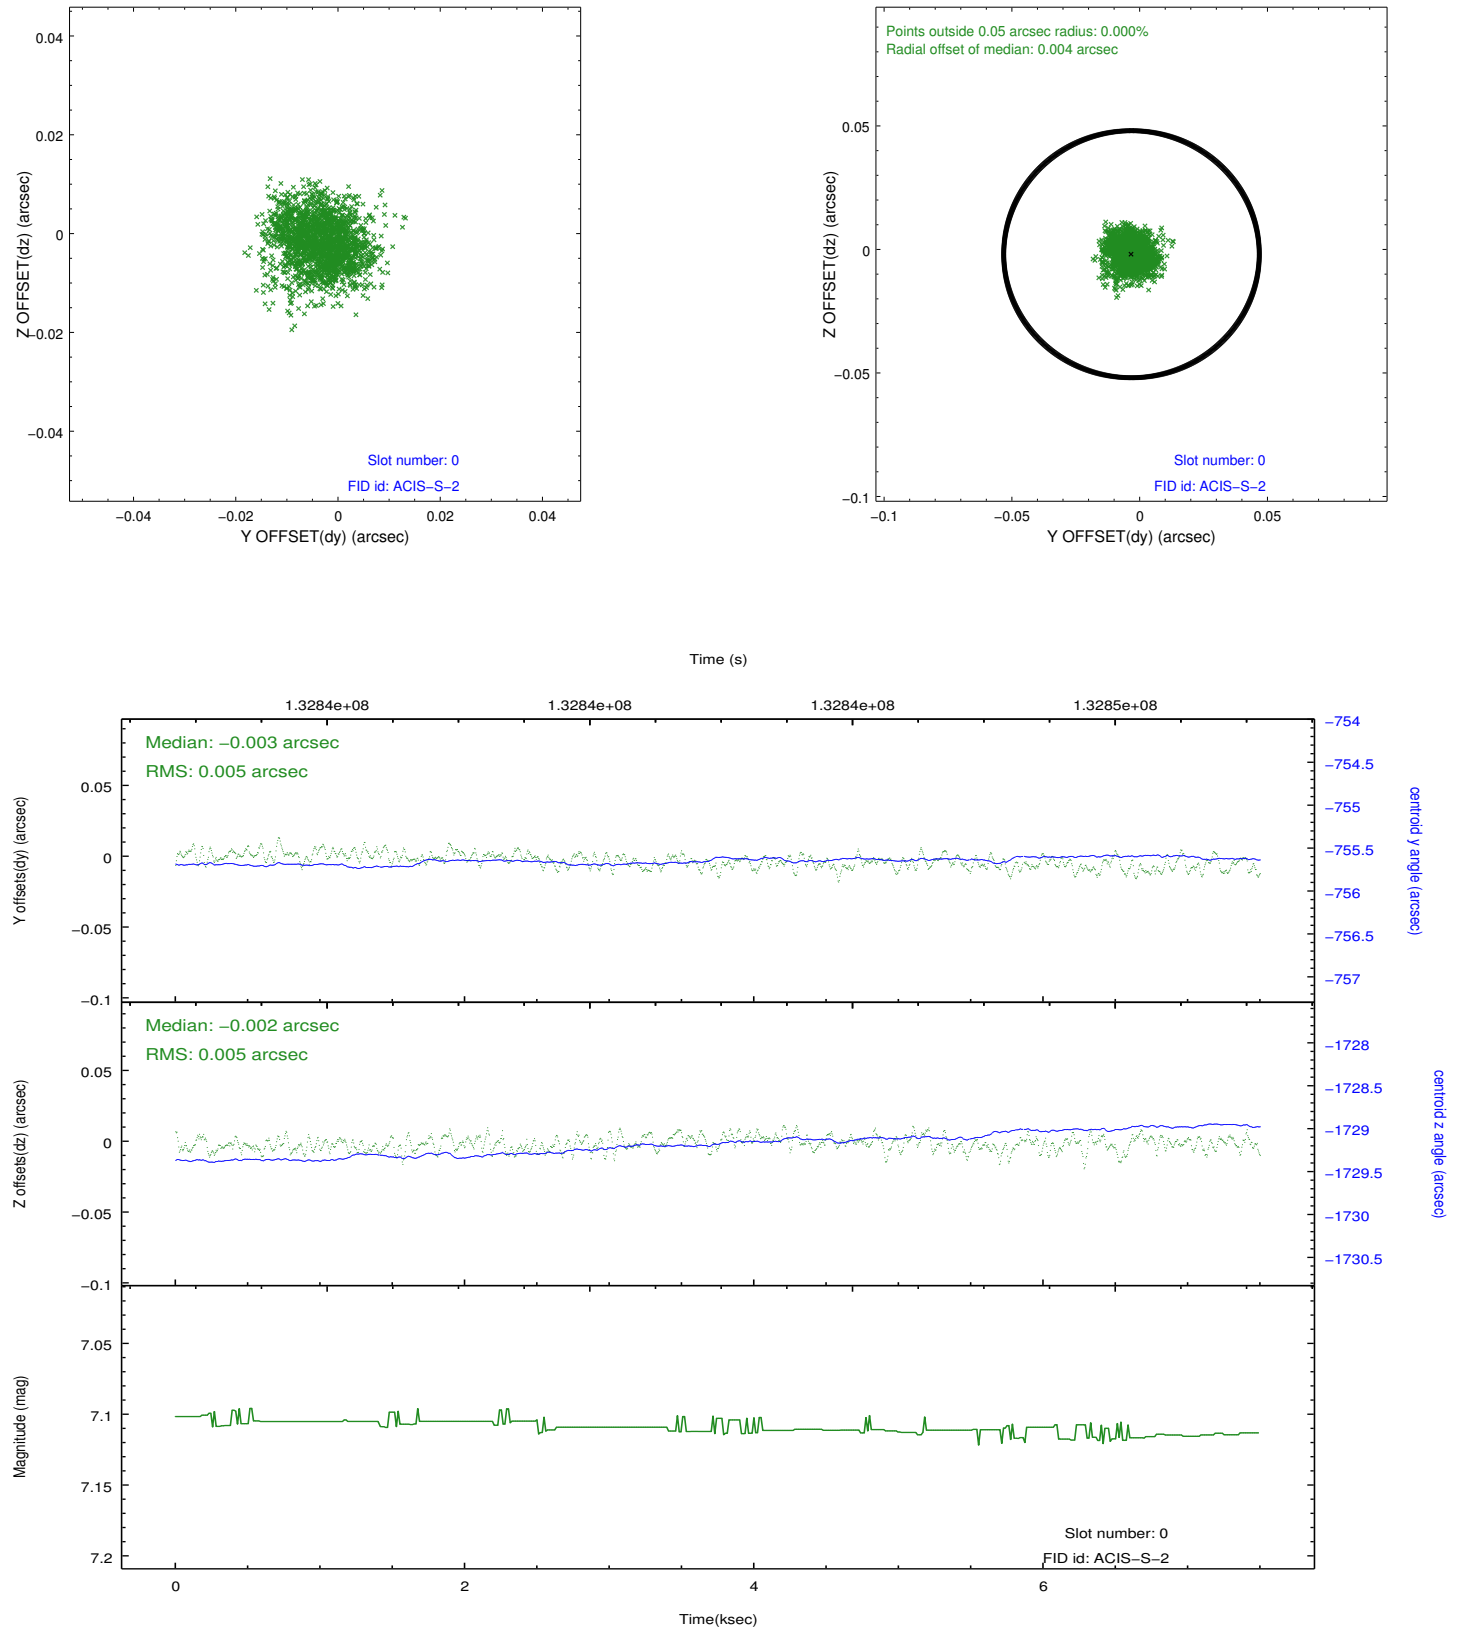 0.04
0.02
0
−0.02
−0.04
Z OFFSET(dz) (arcsec)
Slot number: 0
FID id: ACIS−S−2
−0.04
−0.02
0
0.02
0.04
Y OFFSET(dy) (arcsec)
Points outside 0.05 arcsec radius: 0.000%
Radial offset of median: 0.004 arcsec
0.05
0
−0.05
−0.1
Z OFFSET(dz) (arcsec)
Slot number: 0
FID id: ACIS−S−2
−0.1
−0.05
0
0.05
Y OFFSET(dy) (arcsec)
Time (s)
1.3284e+08
1.3284e+08
1.3284e+08
1.3285e+08
Median: −0.003 arcsec
RMS: 0.005 arcsec
0.05
0
−0.05
−0.1
Y offsets(dy) (arcsec)
−754
−754.5
−755
−755.5
−756
−756.5
−757
centroid y angle (arcsec)
Median: −0.002 arcsec
RMS: 0.005 arcsec
0.05
0
−0.05
−0.1
Z offsets(dz) (arcsec)
−1728
−1728.5
−1729
−1729.5
−1730
−1730.5
centroid z angle (arcsec)
7.05
7.1
7.15
7.2
Magnitude (mag)
Slot number: 0
FID id: ACIS−S−2
0
2
4
6
Time(ksec)